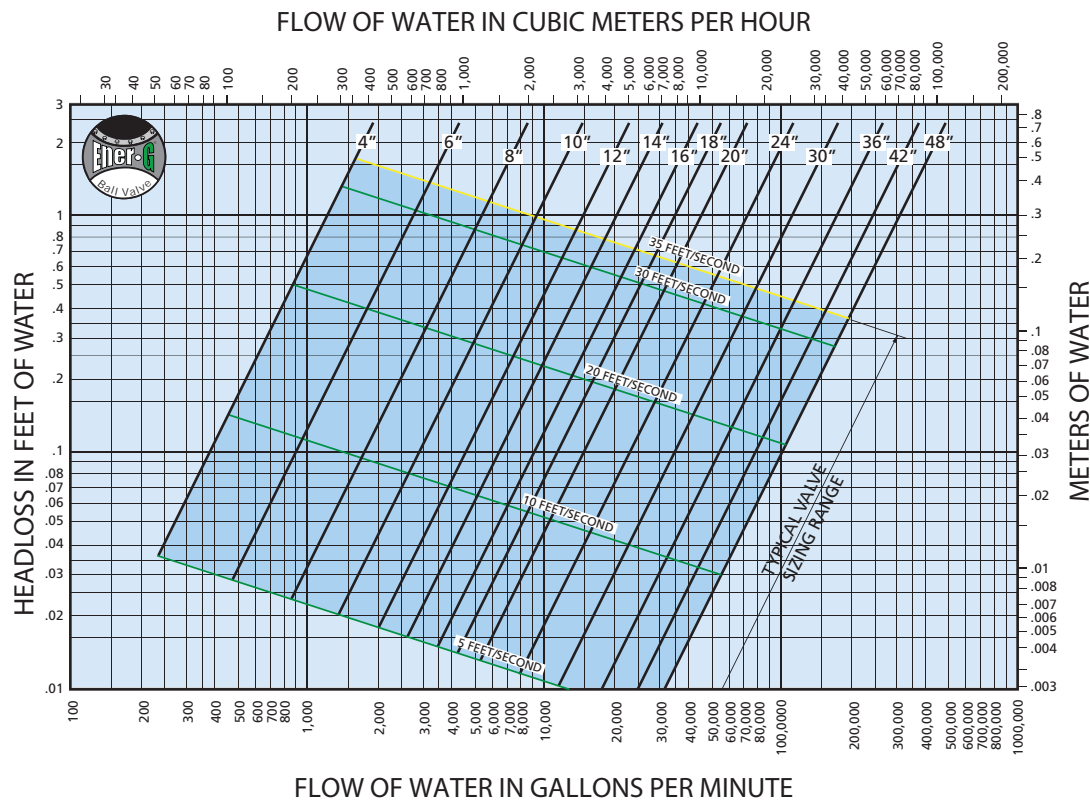 FLOW OF WATER IN CUBIC METERS PER HOUR
30 40 50 60 70 80 100 200 300 400 500 600 700 800 1,000 2,000 3,000 4,000 5,000 6,000 7,000 8,000 10,000 20,000 30,000 40,000 50,000 60,000 70,000 80,000 100,000 200,000
HEADLOSS IN FEET OF WATER
3
2
1
.8
.7
.6
.5
.4
.3
.2
.1
.08
.07
.06
.05
.04
.03
.02
.01
Ener-G
Ball Valve
4” 6” 8” 10” 12” 14” 16” 18” 20” 24” 30” 36” 42” 48”
35 FEET/SECOND
30 FEET/SECOND
20 FEET/SECOND
10 FEET/SECOND
5 FEET/SECOND
TYPICAL VALVE
SIZING RANGE
.8
.7
.6
.5
.4
.3
.2
.1
.08
.07
.06
.05
.04
.03
.02
.01
.008
.007
.006
.005
.004
.003
METERS OF WATER
100 200 300 400 500 600 700 800 1,000 2,000 3,000 4,000 5,000 6,000 7,000 8,000 10,000 20,000 30,000 40,000 50,000 60,000 70,000 80,000 100,0000 200,000 300,000 400,000 500,000 600,000 700,000 800,000 1000,000
FLOW OF WATER IN GALLONS PER MINUTE